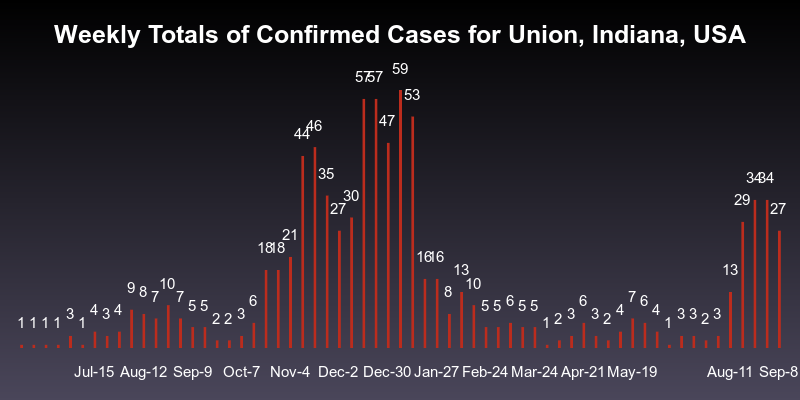 Weekly Totals of Confirmed Cases for Union, Indiana, USA
1 1 1 1 3 1 4 3 4 9 8 7 10 7 5 5 2 2 3 6 18 18 21 44 46 35 27 30 57 57 47 59 53 16 16 8 13 10 5 5 6 5 5 1 2 3 6 3 2 4 7 6 4 1 3 3 2 3 13 29 34 34 27
Jul-15 Aug-12 Sep-9 Oct-7 Nov-4 Dec-2 Dec-30 Jan-27 Feb-24 Mar-24 Apr-21 May-19 Aug-11 Sep-8